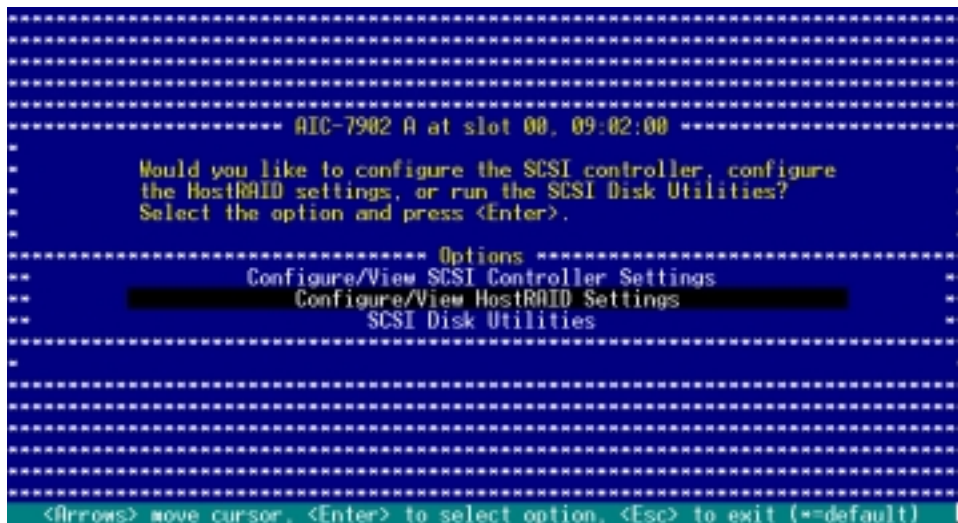 AIC-7902 A at slot 00, 09:02:00
Would you like to configure the SCSI controller, configure
the HostRAID settings, or run the SCSI Disk Utilities?
Select the option and press <Enter>.
Options
Configure/View SCSI Controller Settings
Configure/View HostRAID Settings
SCSI Disk Utilities
<Arrows> move cursor, <Enter> to select option, <Esc> to exit (*=default)